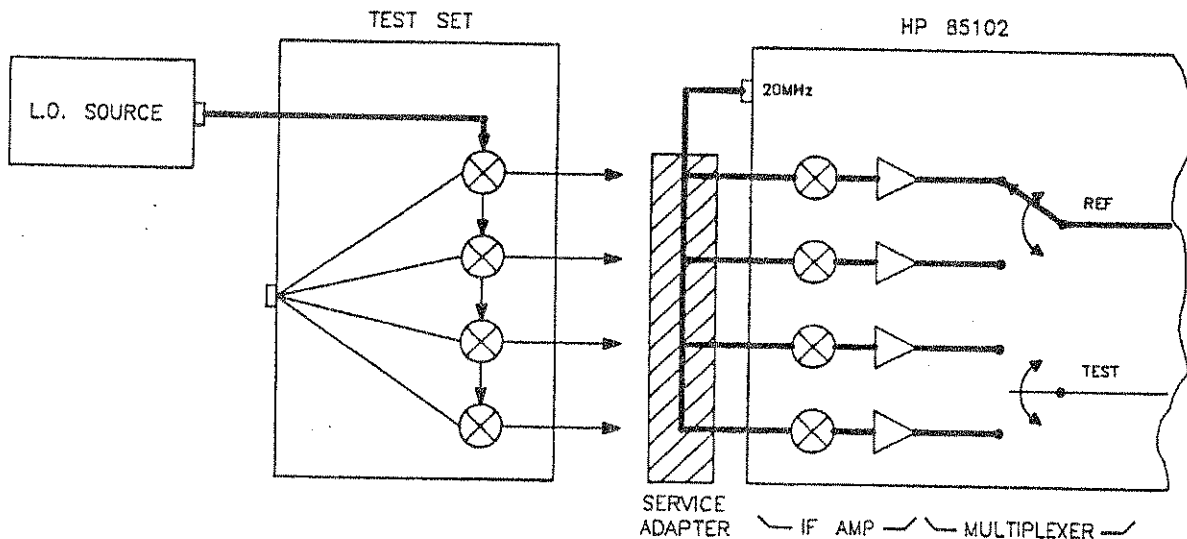 TEST SET
HP 85102
L.O. SOURCE
20MHz
REF
TEST
SERVICE
ADAPTER
IF AMP
MULTIPLEXER